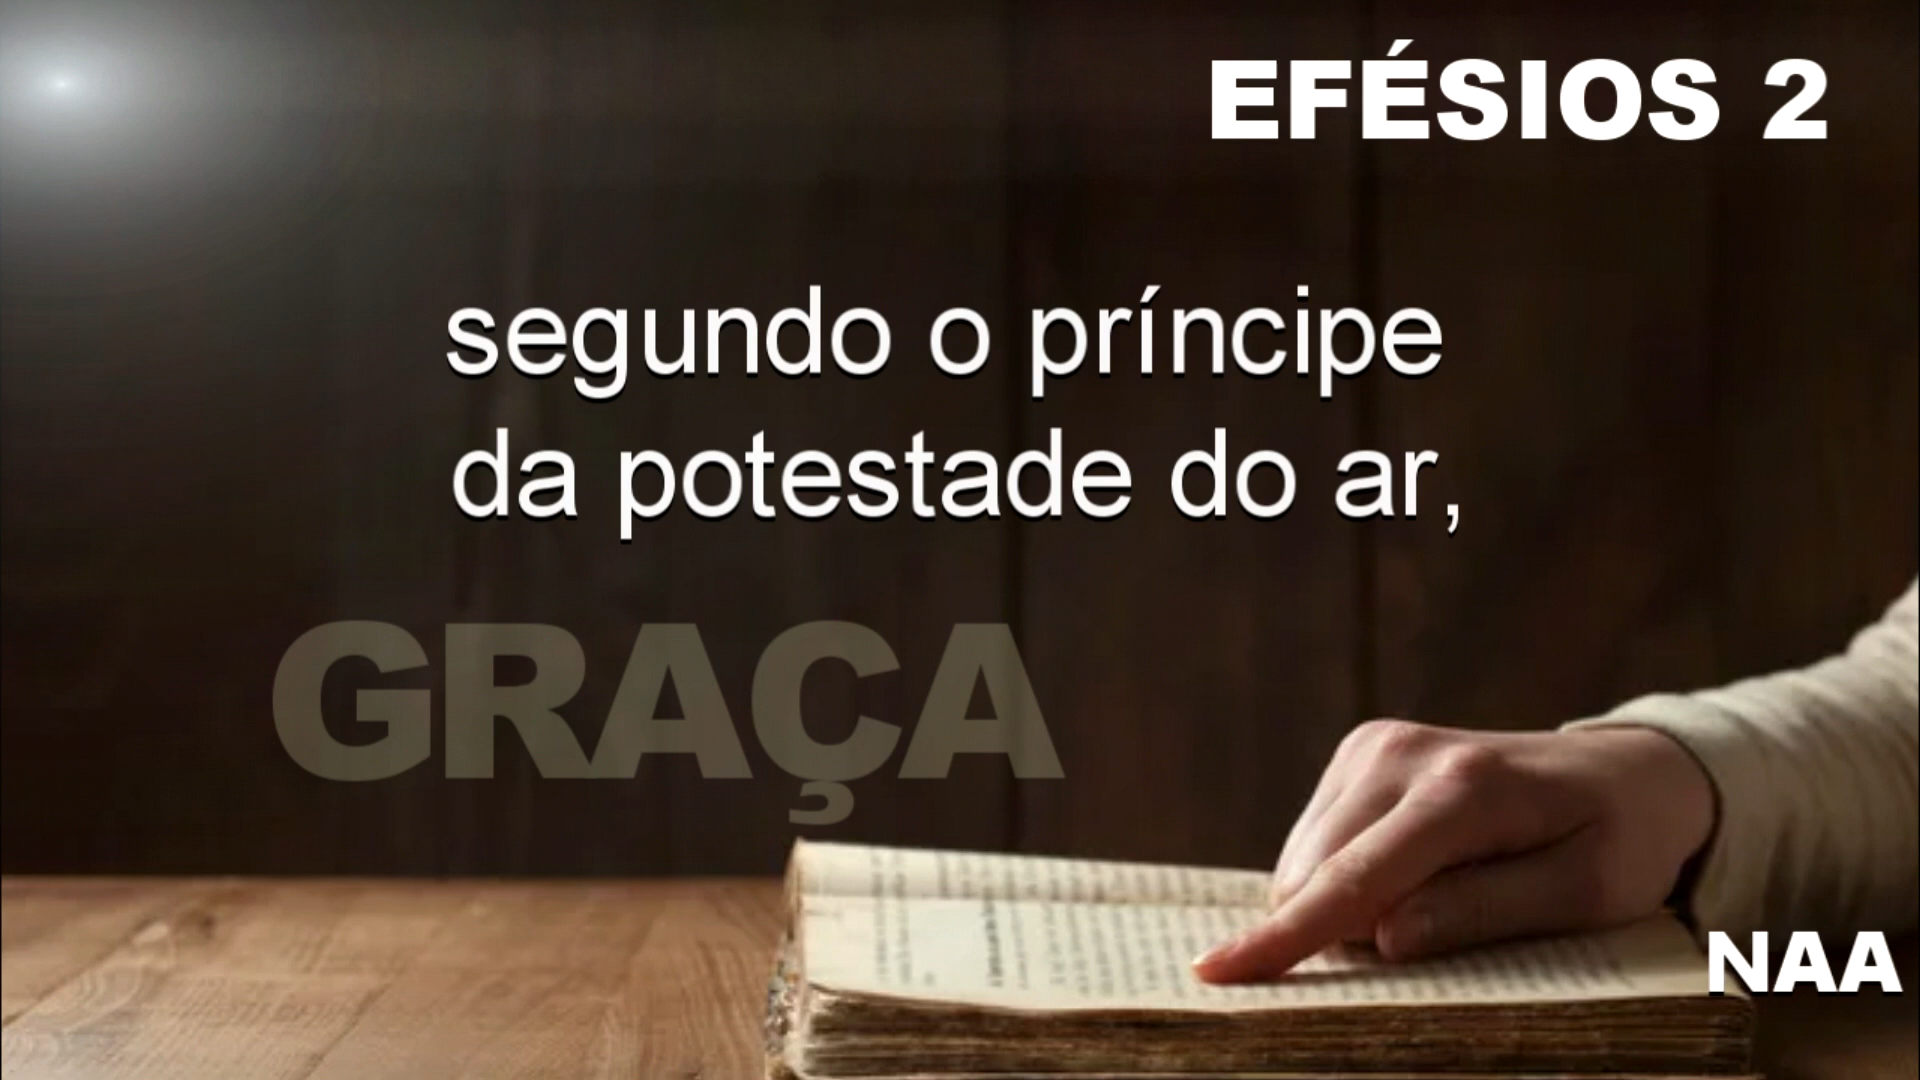 EFÉSIOS 2
segundo o príncipe
da potestade do ar,
GRAÇA
NAA